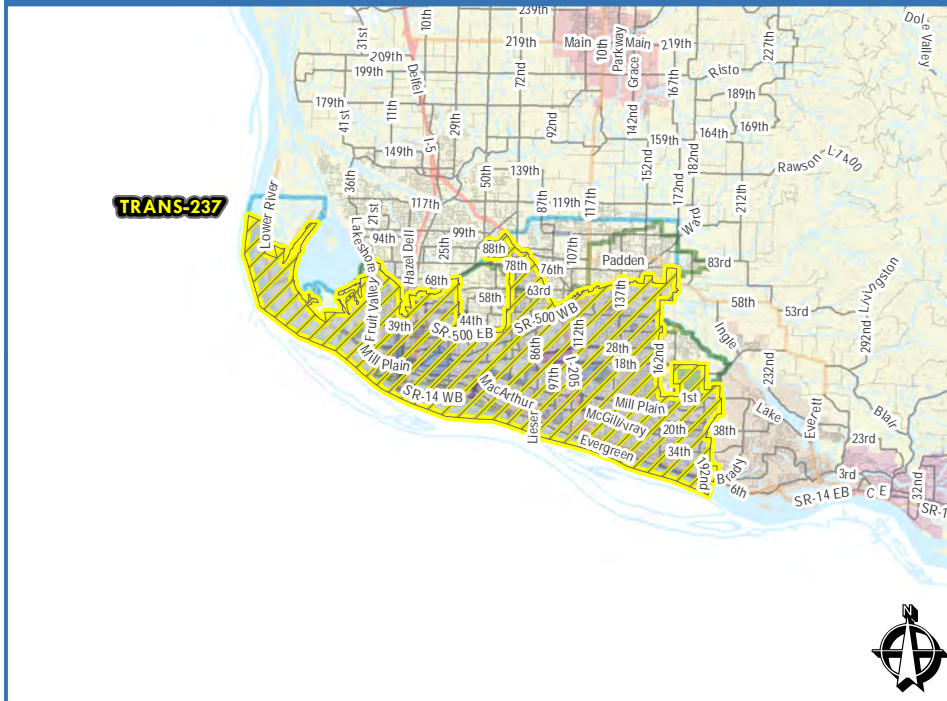 239th
10th
31st
219th
Main
10th
Parkway
Main
219th
227th
Grace
209th
199th
Delfel
72nd
167th
Risto
189th
179th
41st
11th
29th
92nd
142nd
159th
164th
169th
149th
I-5
50th
139th
152nd
182nd
Rawson
36th
172nd
212th
TRANS-237
Lower River
21st
117th
87th
119th
117th
Ward
Lakeshore
94th
Hazel Dell
25th
99th
88th
107th
78th
76th
Padden
83rd
68th
63rd
58th
137th
58th
53rd
Livingston
Fruit Valley
39th
44th
SR-500 EB
SR-500 WB
112th
86th
Ingle
292nd
Mill Plain
28th
18th
162nd
232nd
97th
I-205
MacArthur
SR-14 WB
1st
Mill Plain
Lake
Everett
Blair
Lieser
McGillivray
20th
38th
Evergreen
34th
23rd
192nd
Brady
6th
3rd
32nd
SR-14 EB
C
E
SR-1
N